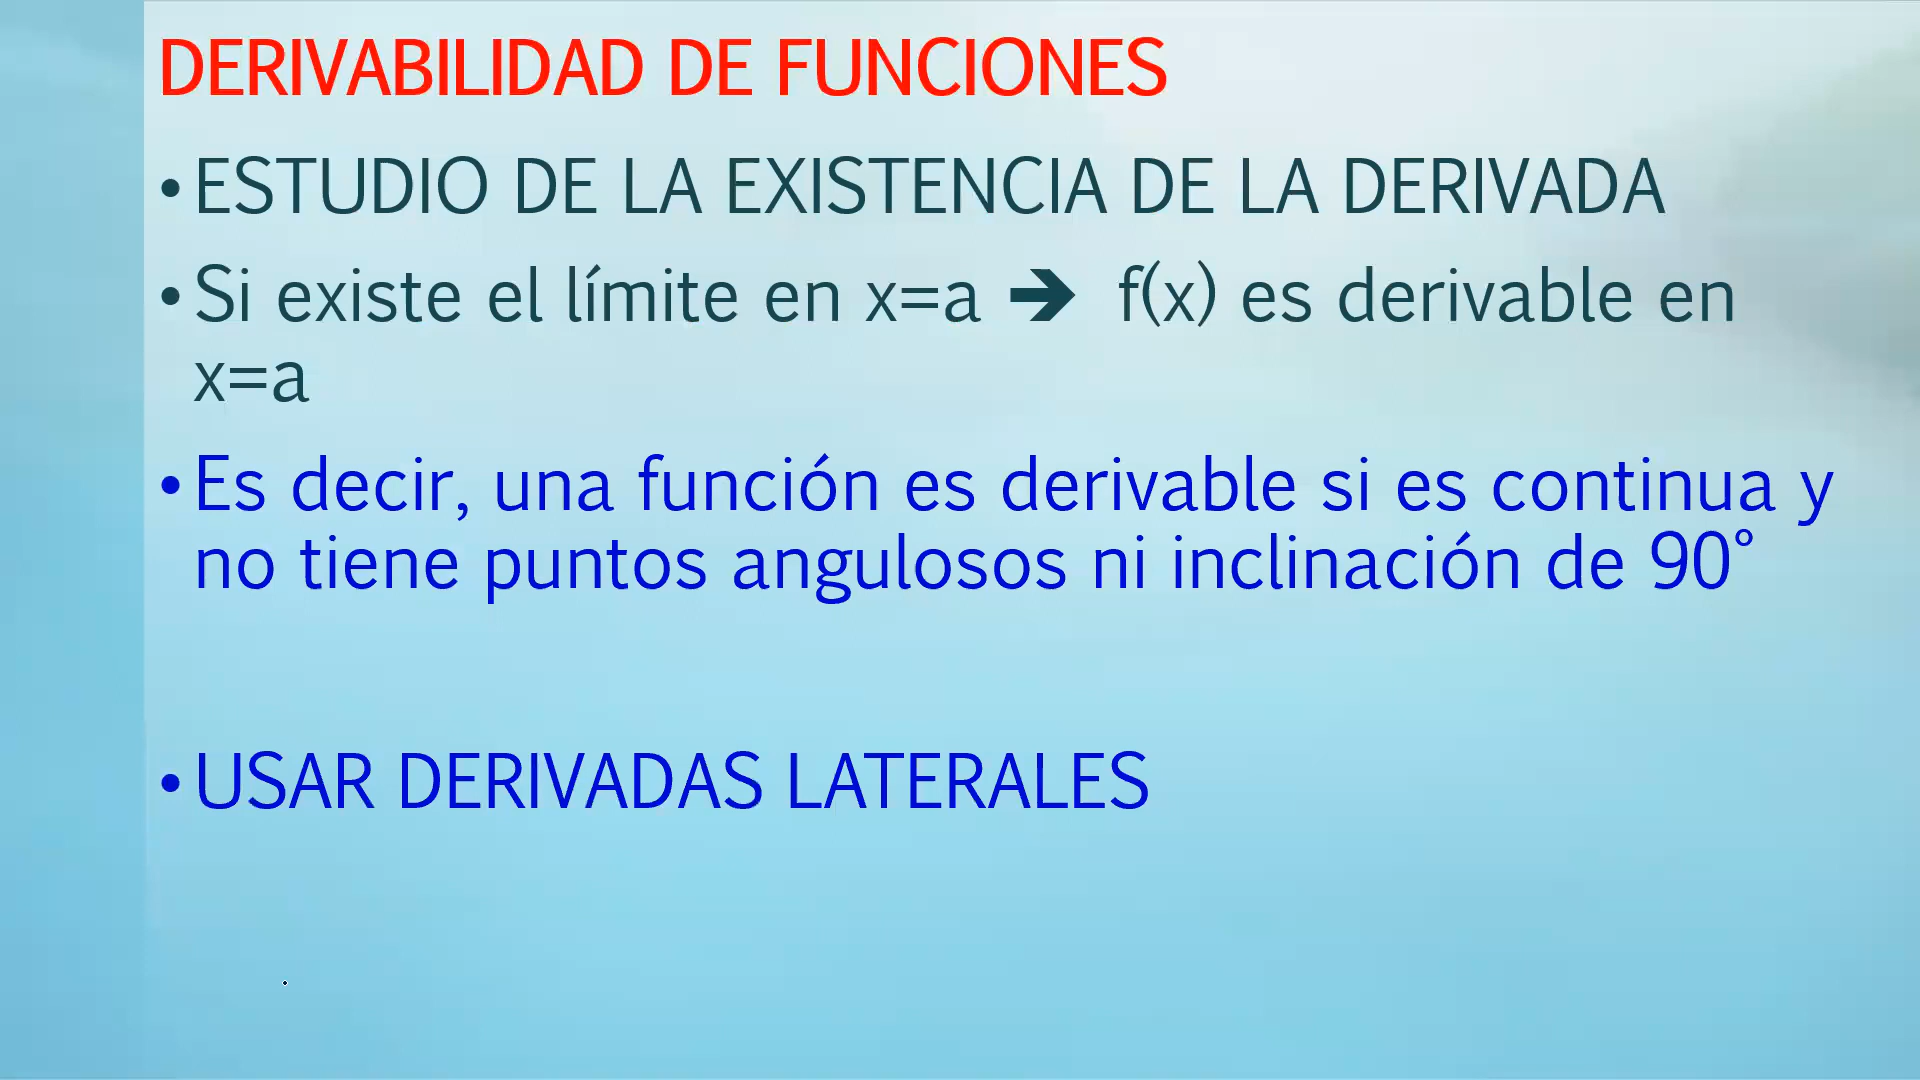 DERIVABILIDAD DE FUNCIONES
•ESTUDIO DE LA EXISTENCIA DE LA DERIVADA
•Si existe el límite en x=a 🡺 f(x) es derivable en
x=a
•Es decir, una función es derivable si es continua y
no tiene puntos angulosos ni inclinación de 90°
•USAR DERIVADAS LATERALES